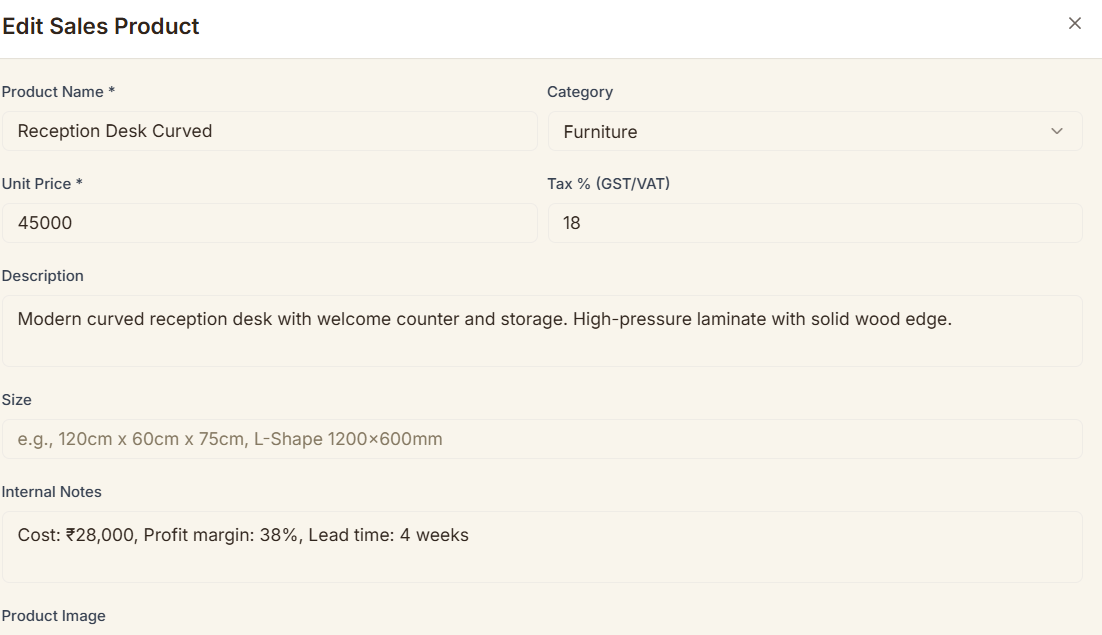 Edit Sales Product
Product Name *
Category
Reception Desk Curved
Furniture
Unit Price *
Tax % (GST/VAT)
45000
18
Description
Modern curved reception desk with welcome counter and storage. High-pressure laminate with solid wood edge.
Size
e.g., 120cm x 60cm x 75cm, L-Shape 1200×600mm
Internal Notes
Cost: ₹28,000, Profit margin: 38%, Lead time: 4 weeks
Product Image